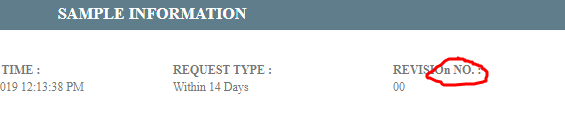 SAMPLE INFORMATION
TIME : REQUEST TYPE : REVISIOn NO. :
019 12:13:38 PM Within 14 Days 00